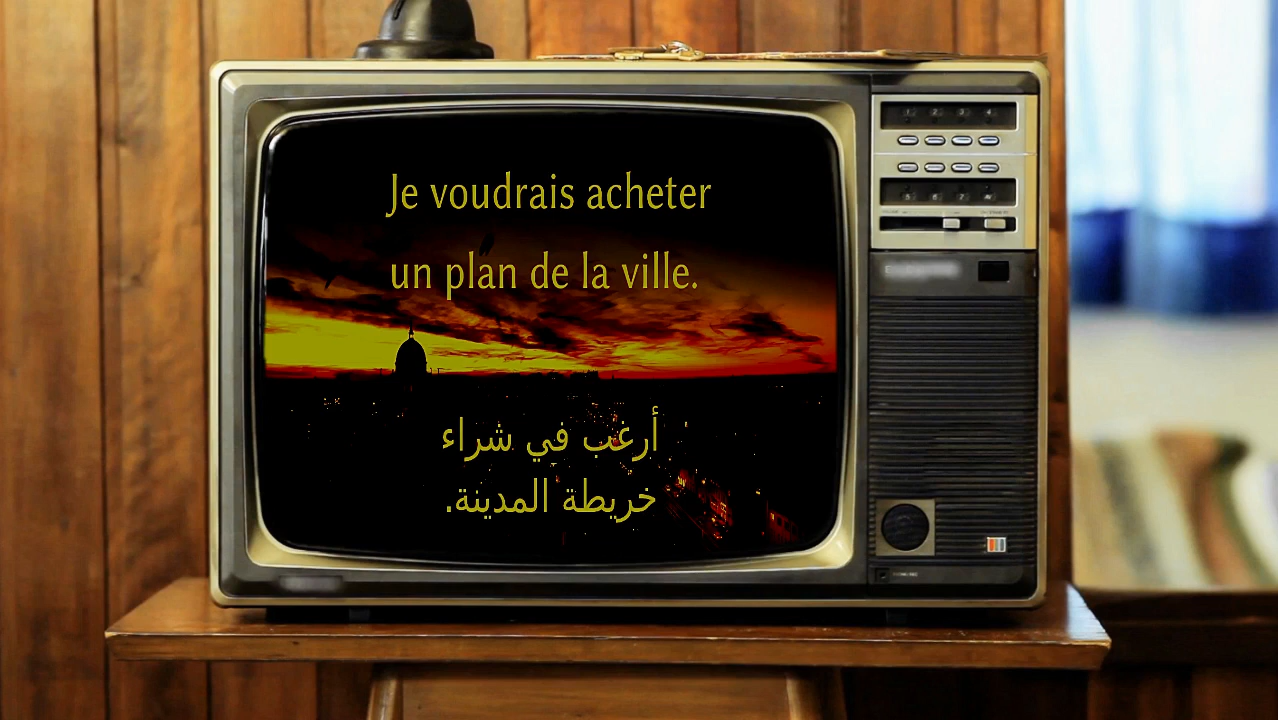 Je voudrais acheter
un plan de la ville.
أرغب في شراء
خريطة المدينة.